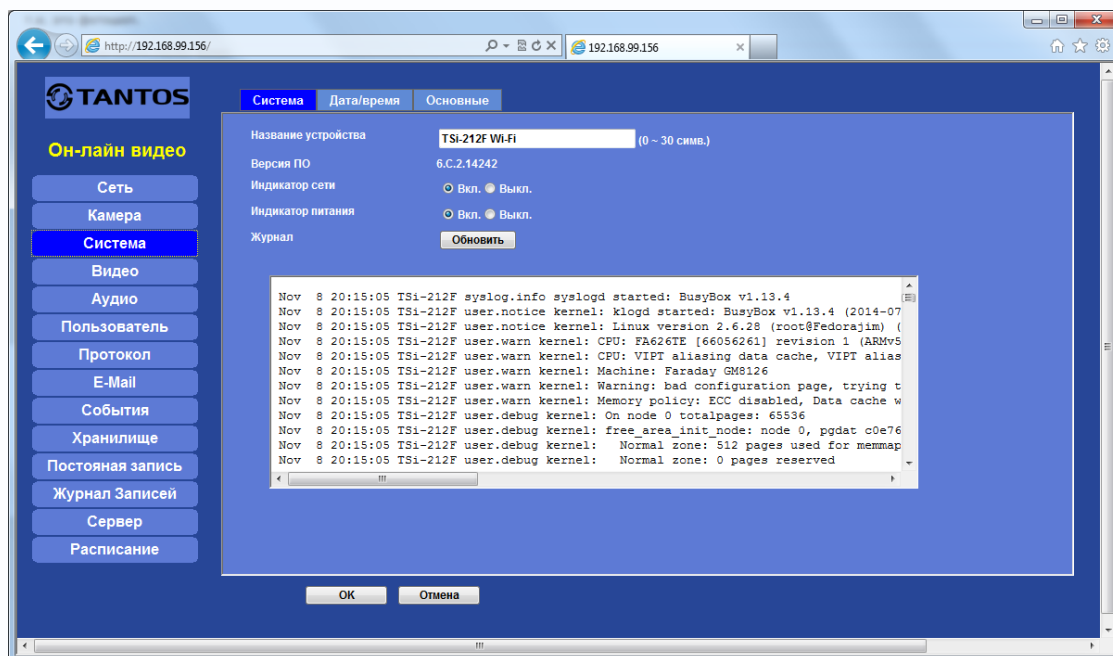 http://192.168.99.156/
192.168.99.156
TANTOS
Система
Дата/время
Основные
Он-лайн видео
Сеть
Камера
Система
Видео
Аудио
Пользователь
Протокол
E-Mail
События
Хранилище
Постояная запись
Журнал Записей
Сервер
Расписание
Название устройства TSi-212F Wi-Fi (0 ~ 30 симв.)
Версия ПО 6.C.2.14242
Индикатор сети Вкл. Выкл.
Индикатор питания Вкл. Выкл.
Журнал Обновить
Nov 8 20:15:05 TSi-212F syslog.info syslogd started: BusyBox v1.13.4
Nov 8 20:15:05 TSi-212F user.notice kernel: klogd started: BusyBox v1.13.4 (2014-07
Nov 8 20:15:05 TSi-212F user.notice kernel: Linux version 2.6.28 (root@Fedorajim) (
Nov 8 20:15:05 TSi-212F user.warn kernel: CPU: FA626TE [66056261] revision 1 (ARMv5
Nov 8 20:15:05 TSi-212F user.warn kernel: CPU: VIPT aliasing data cache, VIPT alias
Nov 8 20:15:05 TSi-212F user.warn kernel: Machine: Faraday GM8126
Nov 8 20:15:05 TSi-212F user.warn kernel: Warning: bad configuration page, trying t
Nov 8 20:15:05 TSi-212F user.warn kernel: Memory policy: ECC disabled, Data cache w
Nov 8 20:15:05 TSi-212F user.debug kernel: On node 0 totalpages: 65536
Nov 8 20:15:05 TSi-212F user.debug kernel: free_area_init_node: node 0, pgdat c0e76
Nov 8 20:15:05 TSi-212F user.debug kernel: Normal zone: 512 pages used for memmap
Nov 8 20:15:05 TSi-212F user.debug kernel: Normal zone: 0 pages reserved
OK
Отмена